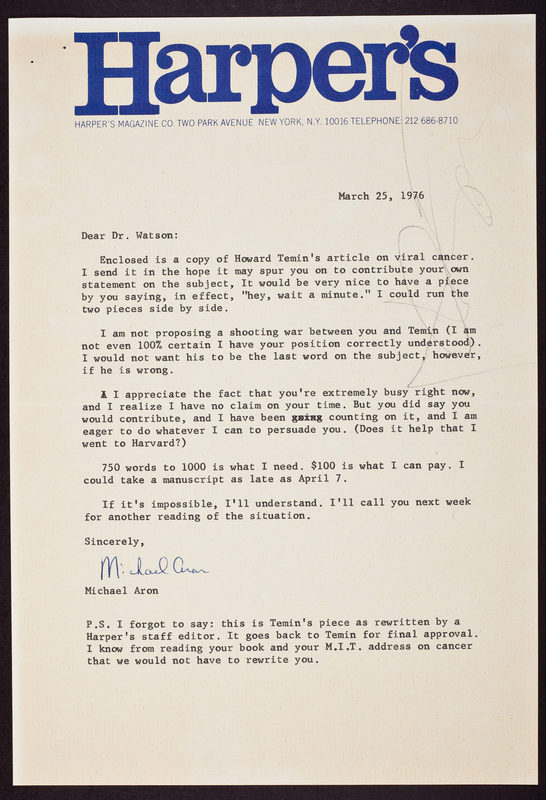 Harper's
HARPER'S MAGAZINE CO. TWO PARK AVENUE NEW YORK, N.Y. 10016 TELEPHONE: 212 686-8710
March 25, 1976
Dear Dr. Watson:
Enclosed is a copy of Howard Temin's article on viral cancer.
I send it in the hope it may spur you on to contribute your own
statement on the subject, It would be very nice to have a piece
by you saying, in effect, "hey, wait a minute." I could run the
two pieces side by side.
I am not proposing a shooting war between you and Temin (I am
not even 100% certain I have your position correctly understood).
I would not want his to be the last word on the subject, however,
if he is wrong.
I appreciate the fact that you're extremely busy right now,
and I realize I have no claim on your time. But you did say you
would contribute, and I have been counting on it, and I am
eager to do whatever I can to persuade you. (Does it help that I
went to Harvard?)
750 words to 1000 is what I need. $100 is what I can pay. I
could take a manuscript as late as April 7.
If it's impossible, I'll understand. I'll call you next week
for another reading of the situation.
Sincerely,
Michael Aron
Michael Aron
P.S. I forgot to say: this is Temin's piece as rewritten by a
Harper's staff editor. It goes back to Temin for final approval.
I know from reading your book and your M.I.T. address on cancer
that we would not have to rewrite you.